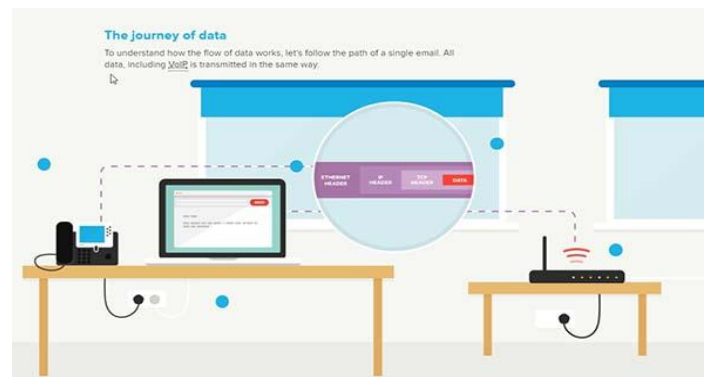 The journey of data
To understand how the flow of data works, let's follow the path of a single email. All
data, including VoIP is transmitted in the same way.
ETHERNET
HEADER
IP
HEADER
TCP
HEADER
DATA